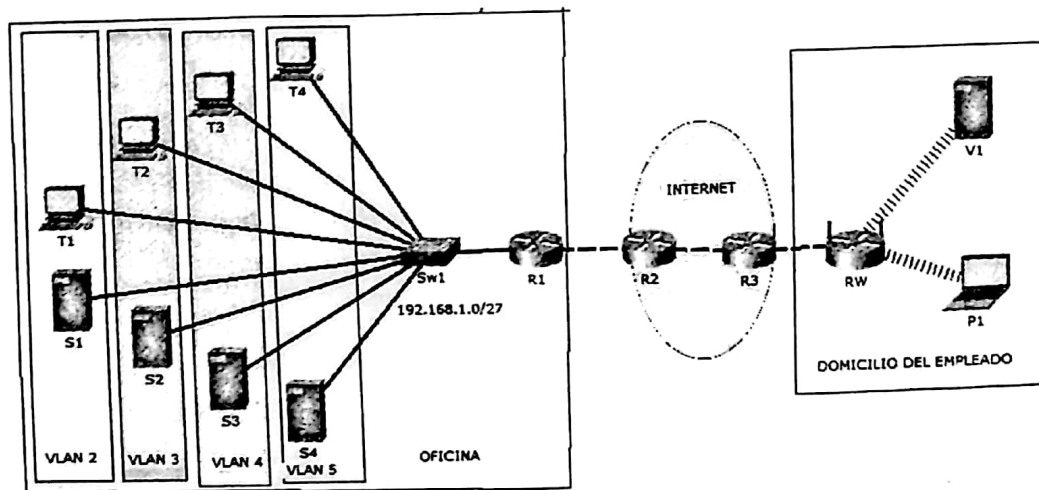 T1
S1
VLAN 2
T2
S2
VLAN 3
T3
S3
VLAN 4
T4
S4
VLAN 5
Sw1
192.168.1.0/27
R1
OFICINA
INTERNET
R2
R3
RW
V1
P1
DOMICILIO DEL EMPLEADO